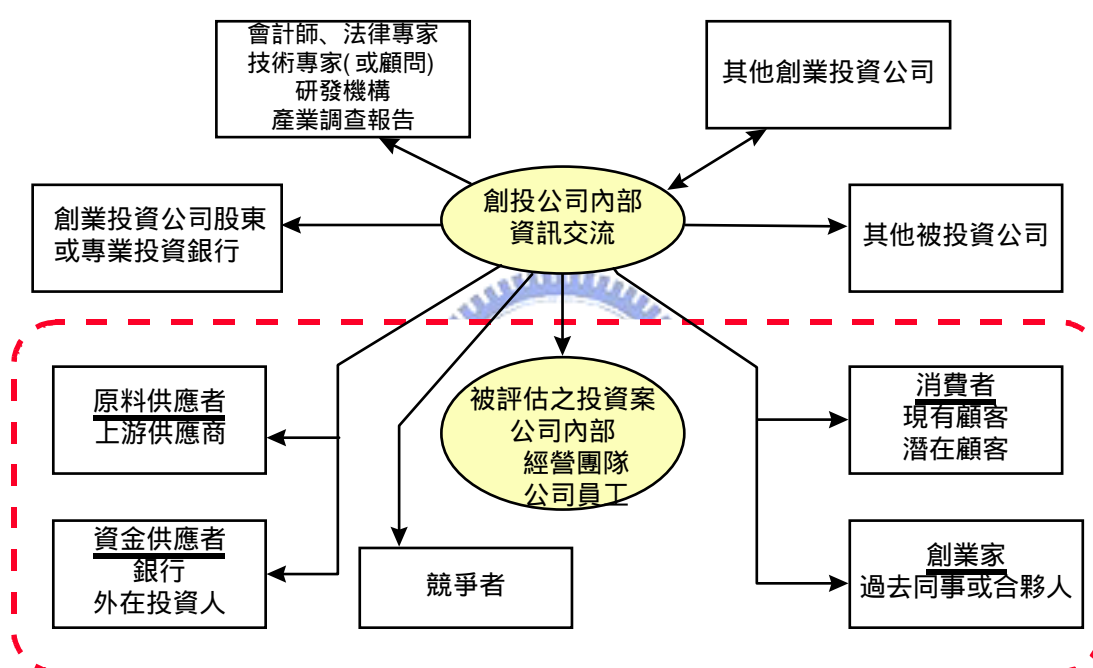 會計師、法律專家
技術專家(或顧問)
研發機構
產業調查報告
其他創業投資公司
創投公司內部
資訊交流
創業投資公司股東
或專業投資銀行
其他被投資公司
原料供應者
上游供應商
被評估之投資案
公司內部
經營團隊
公司員工
消費者
現有顧客
潛在顧客
資金供應者
銀行
外在投資人
競爭者
創業家
過去同事或合夥人